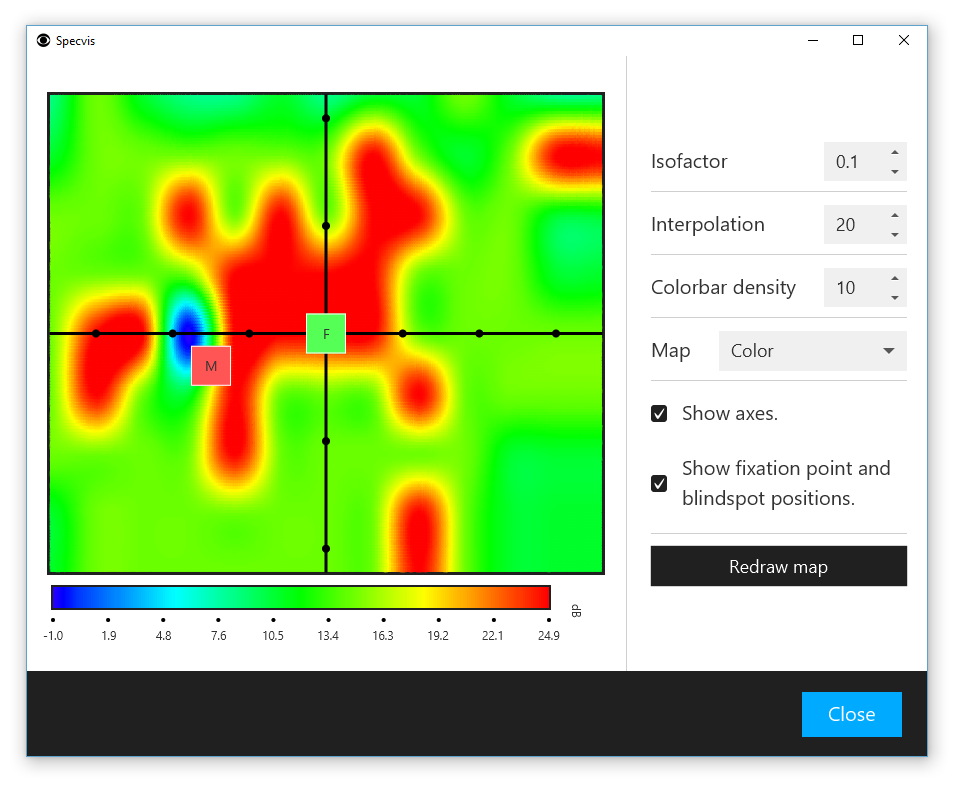 Specvis
Isofactor
0.1
Interpolation
20
Colorbar density
10
Map
Color
Show axes.
Show fixation point and
blindspot positions.
Redraw map
F
M
dB
-1.0 1.9 4.8 7.6 10.5 13.4 16.3 19.2 22.1 24.9
Close